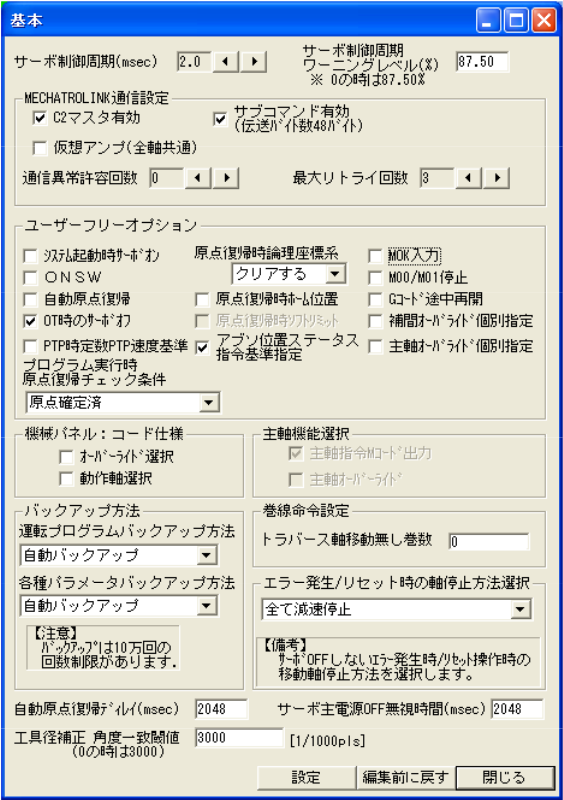 基本
サーボ制御周期(msec) 2.0
サーボ制御周期
ワーニングレベル(%) 87.50
※ 0の時は87.50%
MECHATROLINK通信設定
C2マスタ有効
サブコマンド有効
(伝送ﾊﾞｲﾄ数48ﾊﾞｲﾄ)
仮想アンプ(全軸共通)
通信異常許容回数 0 最大リトライ回数 3
ユーザーフリーオプション
ｼｽﾃﾑ起動時ｻｰﾎﾞｵﾝ
ＯＮＳＷ
自動原点復帰
OT時のｻｰﾎﾞｵﾌ
PTP時定数PTP速度基準
プログラム実行時
原点復帰チェック条件
原点確定済
原点復帰時論理座標系
クリアする
原点復帰時ﾎｰﾑ位置
原点復帰時ｿﾌﾄﾘﾐｯﾄ
アブソ位置ステータス
指令基準指定
MOK入力
M00/M01停止
Gｺｰﾄﾞ途中再開
補間ｵｰﾊﾞﾗｲﾄﾞ個別指定
主軸ｵｰﾊﾞﾗｲﾄﾞ個別指定
機械パネル：コード仕様
ｵｰﾊﾞｰﾗｲﾄﾞ選択
動作軸選択
主軸機能選択
主軸指令Mｺｰﾄﾞ出力
主軸ｵｰﾊﾞｰﾗｲﾄﾞ
バックアップ方法
運転プログラムバックアップ方法
自動バックアップ
各種パラメータバックアップ方法
自動バックアップ
【注意】
ﾊﾞｯｸｱｯﾌﾟは10万回の
回数制限があります.
巻線命令設定
トラバース軸移動無し巻数 0
エラー発生/リセット時の軸停止方法選択
全て減速停止
【備考】
ｻｰﾎﾞOFFしないｴﾗｰ発生時/ﾘｾｯﾄ操作時の
移動軸停止方法を選択します。
自動原点復帰ﾃﾞｨﾚｲ(msec) 2048 サーボ主電源OFF無視時間(msec) 2048
工具径補正 角度一致閾値 3000 [1/1000pls]
(0の時は3000)
設定 編集前に戻す 閉じる